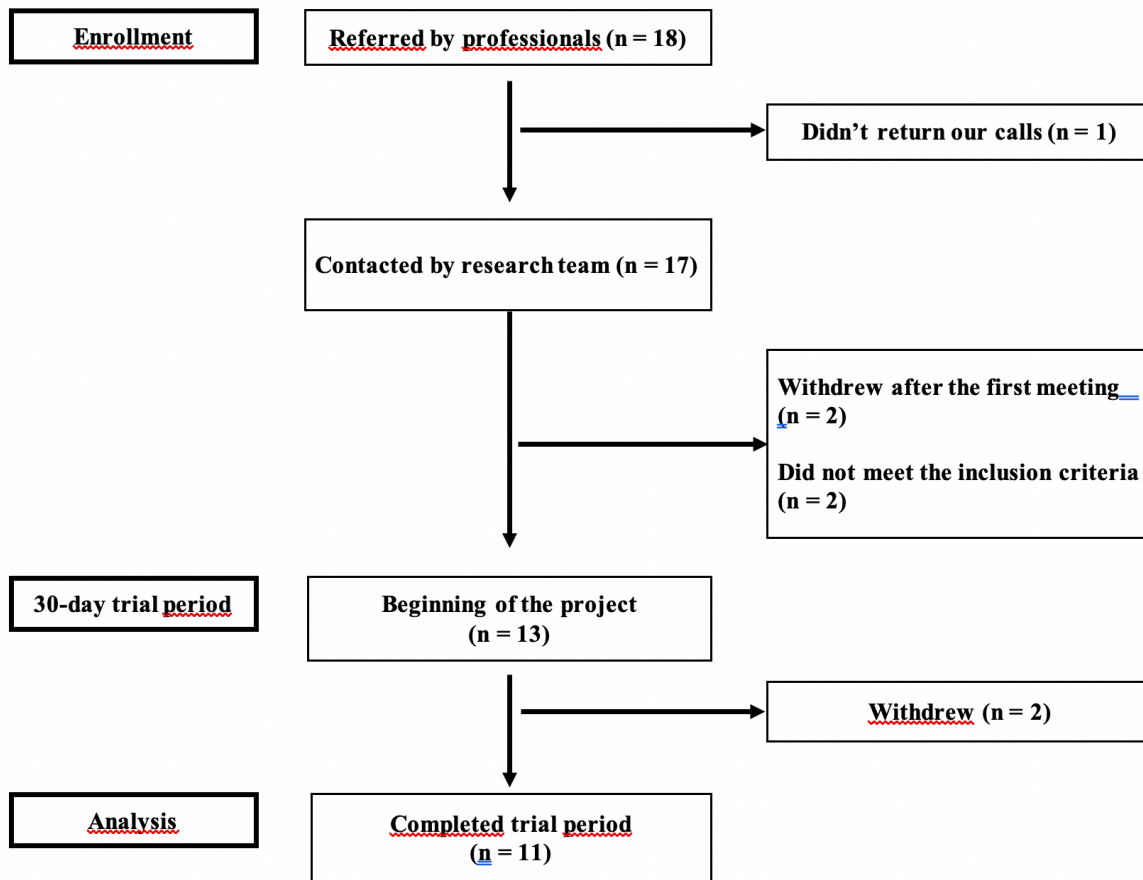 Enrollment
Referred by professionals (n = 18)
Didn’t return our calls (n = 1)
Contacted by research team (n = 17)
Withdrew after the first meeting
(n = 2)
Did not meet the inclusion criteria
(n = 2)
30-day trial period
Beginning of the project
(n = 13)
Withdrew (n = 2)
Analysis
Completed trial period
(n = 11)